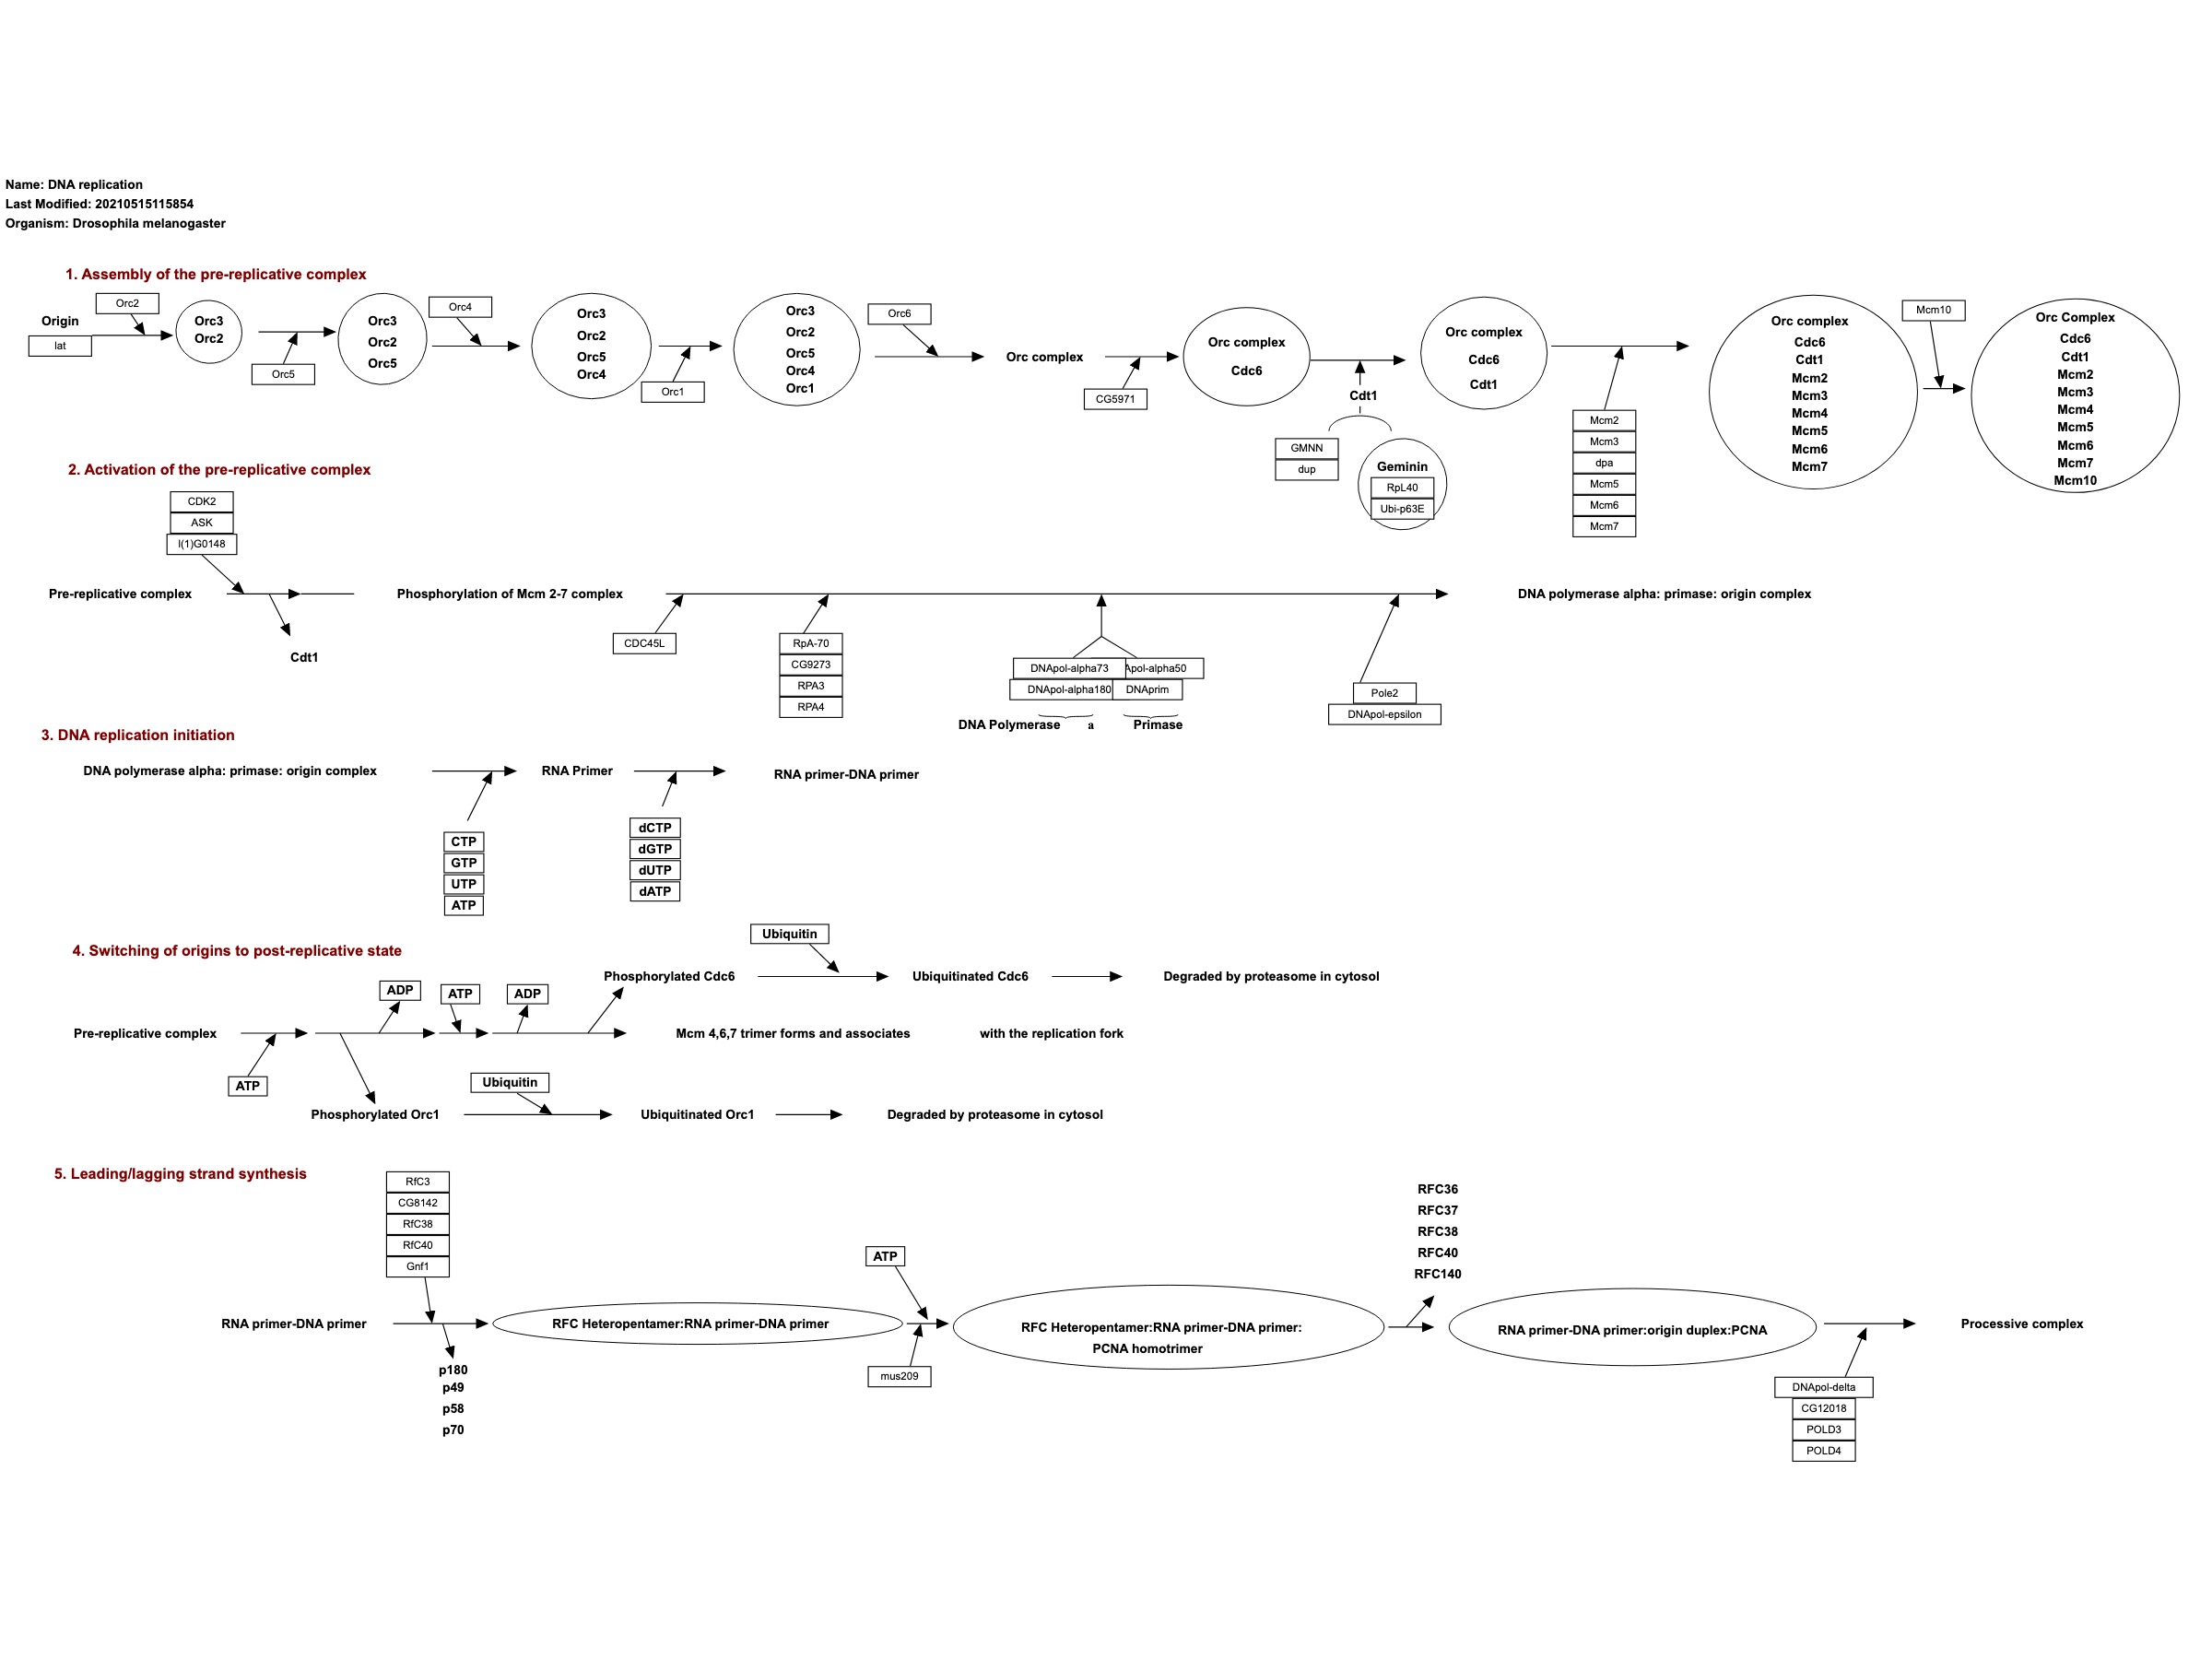 Name: DNA replication
Last Modified: 20210515115854
Organism: Drosophila melanogaster
1. Assembly of the pre-replicative complex
Origin
lat
Orc2
Orc3
Orc2
Orc5
Orc3
Orc2
Orc5
Orc4
Orc3
Orc2
Orc5
Orc4
Orc1
Orc3
Orc2
Orc5
Orc4
Orc1
Orc6
Orc complex
CG5971
Orc complex
Cdc6
Cdt1
GMNN
dup
Geminin
RpL40
Ubi-p63E
Orc complex
Cdc6
Cdt1
Mcm2
Mcm3
dpa
Mcm5
Mcm6
Mcm7
Orc complex
Cdc6
Cdt1
Mcm2
Mcm3
Mcm4
Mcm5
Mcm6
Mcm7
Mcm10
Orc Complex
Cdc6
Cdt1
Mcm2
Mcm3
Mcm4
Mcm5
Mcm6
Mcm7
Mcm10
2. Activation of the pre-replicative complex
CDK2
ASK
l(1)G0148
Pre-replicative complex
Cdt1
Phosphorylation of Mcm 2-7 complex
CDC45L
RpA-70
CG9273
RPA3
RPA4
DNApol-alpha73
Apol-alpha50
DNApol-alpha180
DNAprim
DNA Polymerase a
Primase
Pole2
DNApol-epsilon
DNA polymerase alpha: primase: origin complex
3. DNA replication initiation
DNA polymerase alpha: primase: origin complex
CTP
GTP
UTP
ATP
RNA Primer
dCTP
dGTP
dUTP
dATP
RNA primer-DNA primer
4. Switching of origins to post-replicative state
Pre-replicative complex
ATP
ADP
ATP
ADP
Phosphorylated Cdc6
Ubiquitin
Ubiquitinated Cdc6
Degraded by proteasome in cytosol
Mcm 4,6,7 trimer forms and associates with the replication fork
Phosphorylated Orc1
Ubiquitin
Ubiquitinated Orc1
Degraded by proteasome in cytosol
5. Leading/lagging strand synthesis
RfC3
CG8142
RfC38
RfC40
Gnf1
RNA primer-DNA primer
p180
p49
p58
p70
RFC Heteropentamer:RNA primer-DNA primer
ATP
mus209
RFC Heteropentamer:RNA primer-DNA primer:
PCNA homotrimer
RFC36
RFC37
RFC38
RFC40
RFC140
RNA primer-DNA primer:origin duplex:PCNA
DNApol-delta
CG12018
POLD3
POLD4
Processive complex